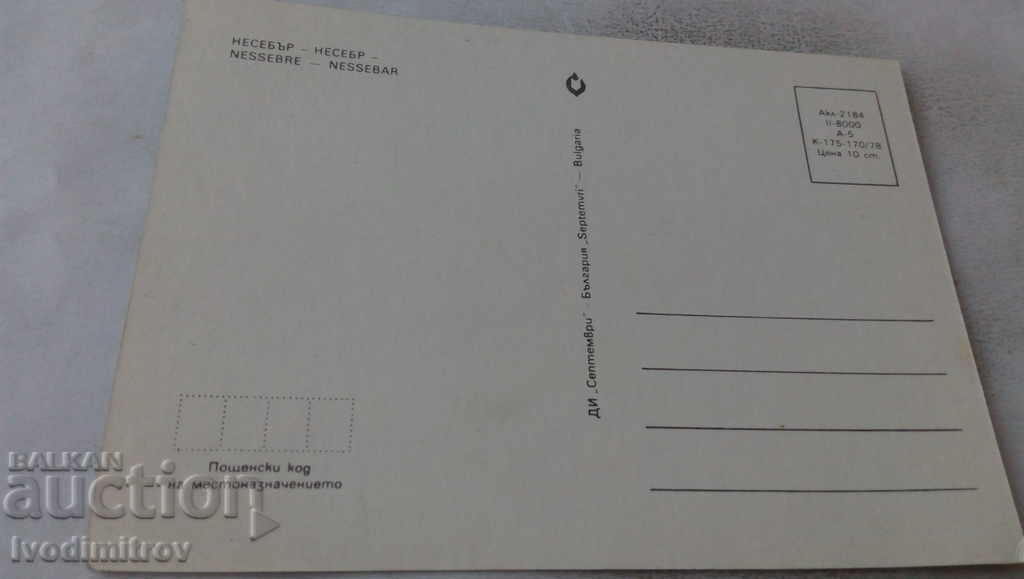 НЕСЕБЪР – НЕСЕБР –
NESSEBRE – NESSEBAR
Акл-2184
II-8000
А-5
К-175-170/78
Цена 10 ст.
ДИ „Септември" – България „Septemvri" – Bulgaria
Пощенски код
на местоназначението
BALKAN
auction
Ivodimitrov